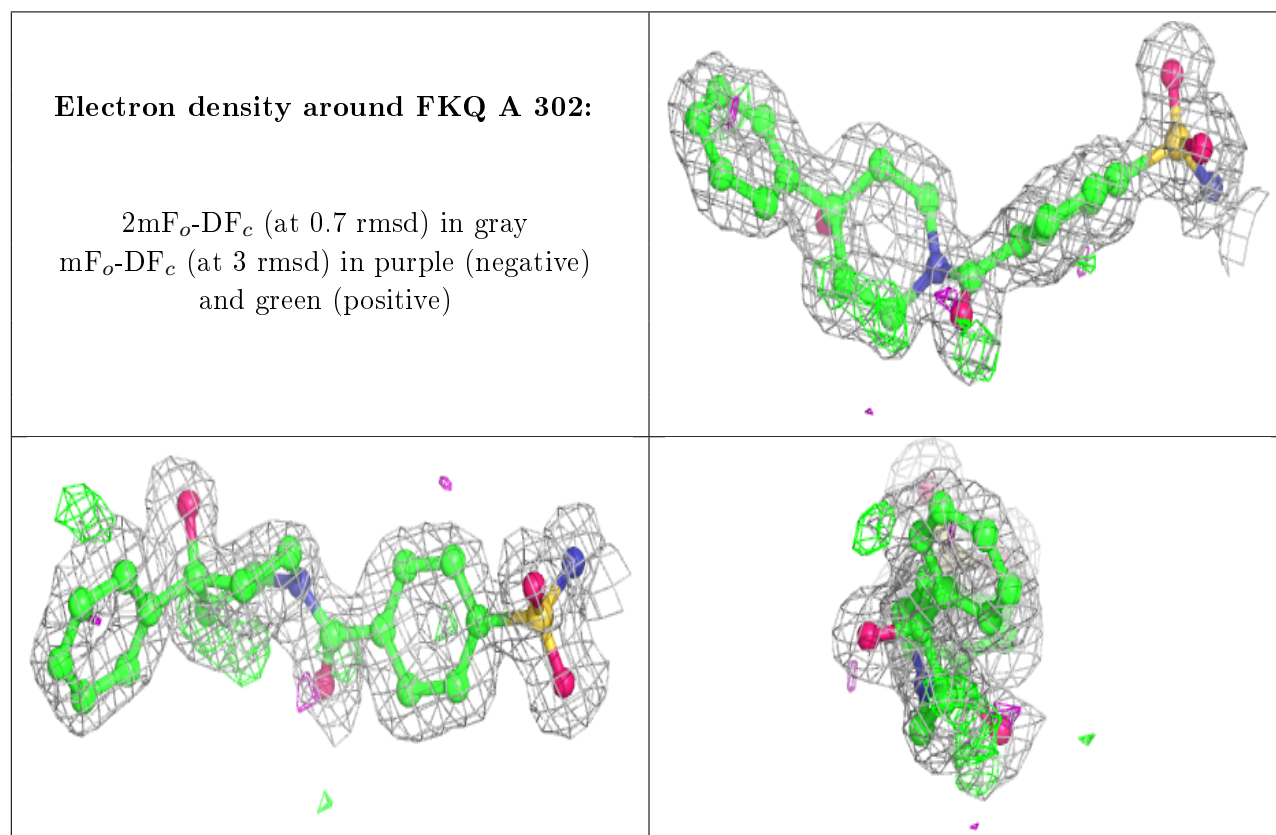 Electron density around FKQ A 302:
2mFo-DFc (at 0.7 rmsd) in gray
mFo-DFc (at 3 rmsd) in purple (negative)
and green (positive)